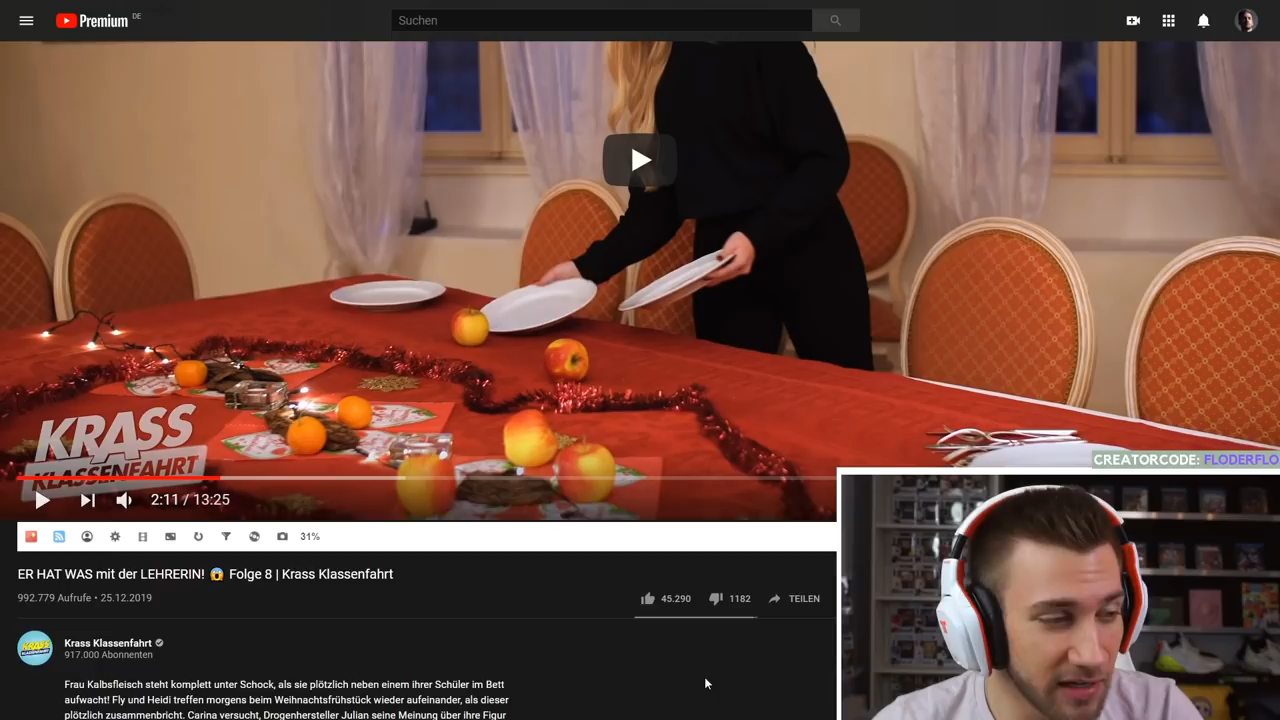 Premium DE
Suchen
KRASS
KLASSENFAHRT
2:11 / 13:25
CREATORCODE: FLODERFLO
31%
ER HAT WAS mit der LEHRERIN! 😱 Folge 8 | Krass Klassenfahrt
992.779 Aufrufe • 25.12.2019
45.290
1182
TEILEN
Krass Klassenfahrt
917.000 Abonnenten
Frau Kalbsfleisch steht komplett unter Schock, als sie plötzlich neben einem ihrer Schüler im Bett
aufwacht! Fly und Heidi treffen morgens beim Weihnachtsfrühstück wieder aufeinander, als dieser
plötzlich zusammenbricht. Carina versucht, Drogenhersteller Julian seine Meinung über ihre Figur